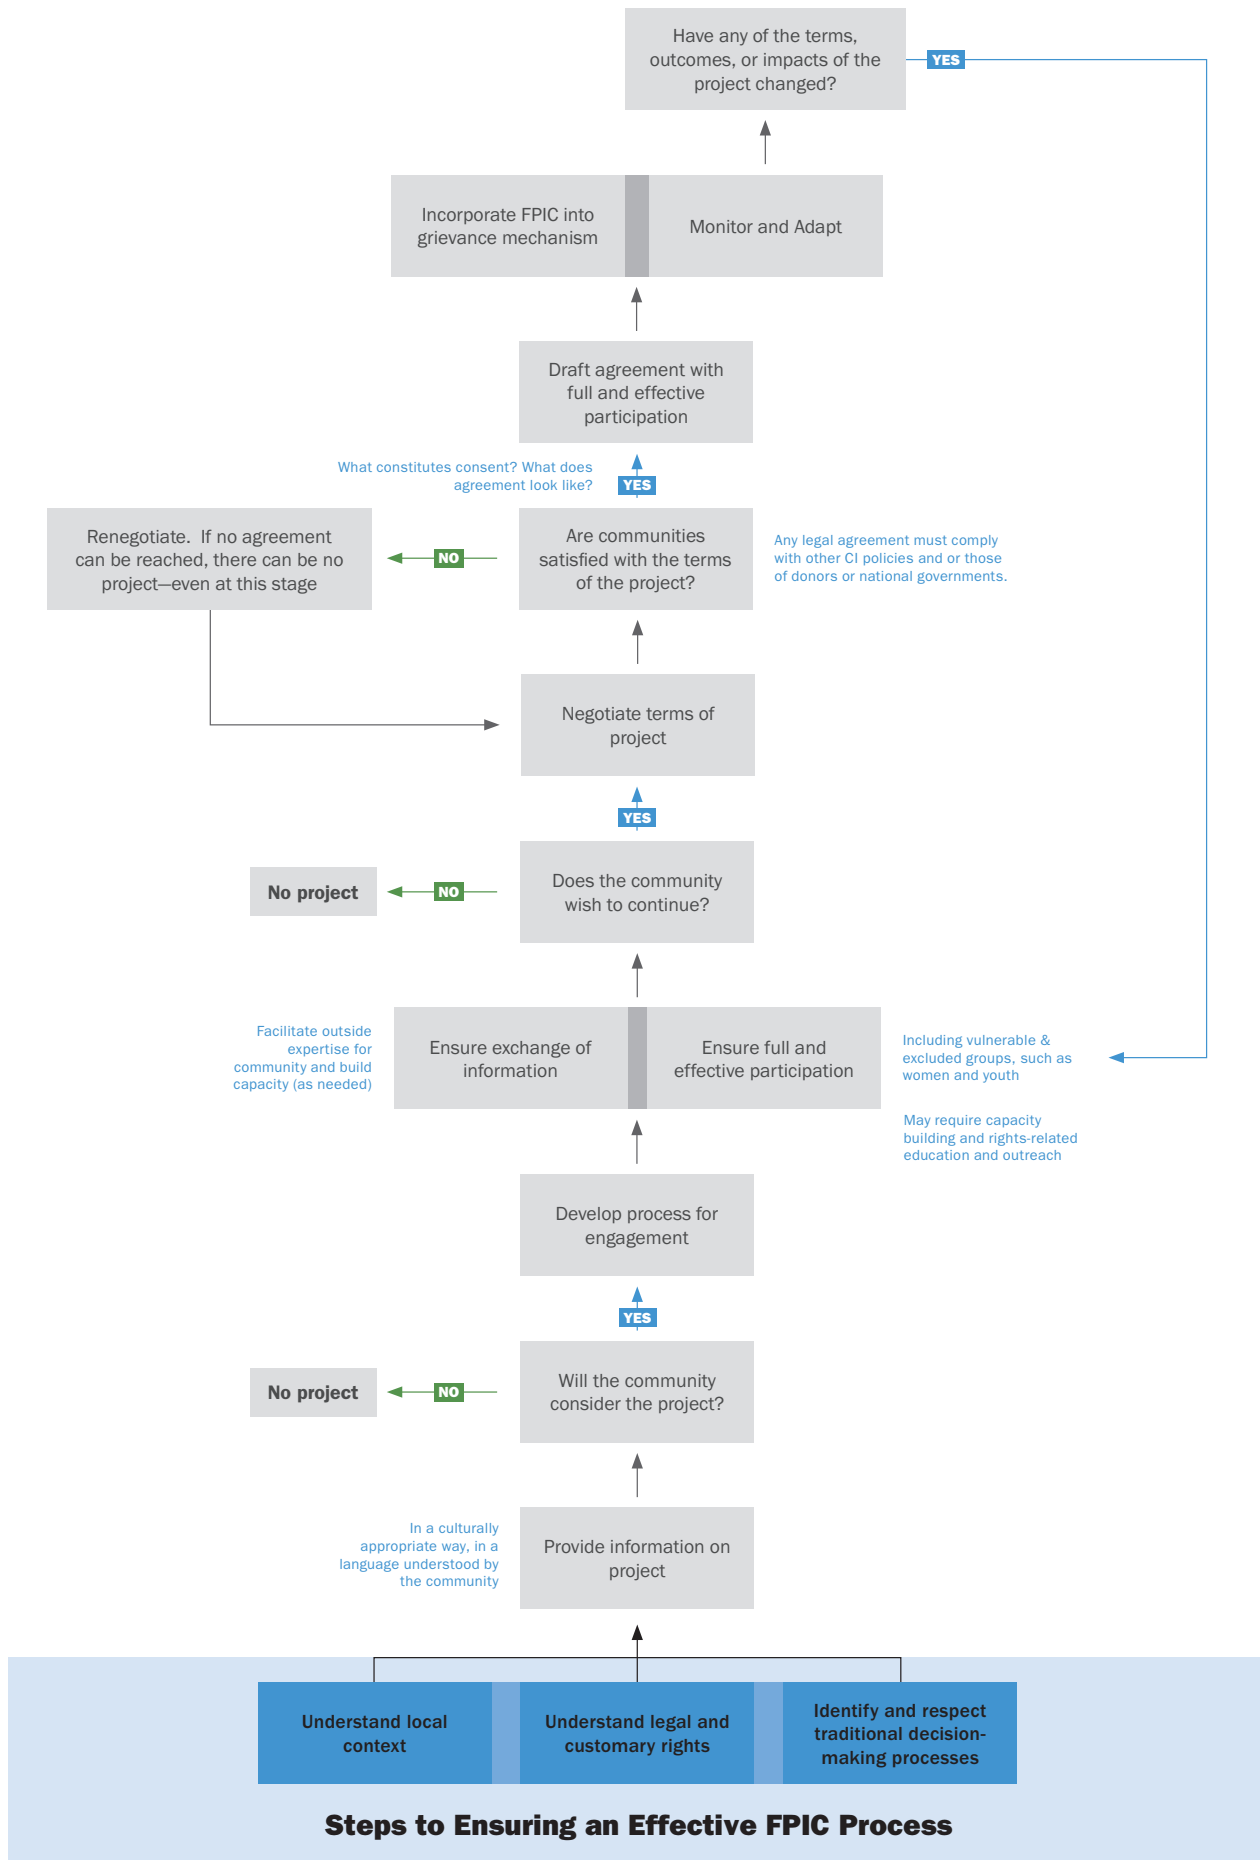 Have any of the terms,
outcomes, or impacts of the
project changed?
YES
Incorporate FPIC into
grievance mechanism
Monitor and Adapt
Draft agreement with
full and effective
participation
What constitutes consent? What does
agreement look like?
YES
Renegotiate.  If no agreement
can be reached, there can be no
project—even at this stage
NO
Are communities
satisfied with the terms
of the project?
Any legal agreement must comply
with other CI policies and or those
of donors or national governments.
Negotiate terms of
project
YES
No project
NO
Does the community
wish to continue?
Facilitate outside
expertise for
community and build
capacity (as needed)
Ensure exchange of
information
Ensure full and
effective participation
Including vulnerable &
excluded groups, such as
women and youth
May require capacity
building and rights-related
education and outreach
Develop process for
engagement
YES
No project
NO
Will the community
consider the project?
In a culturally
appropriate way, in a
language understood by
the community
Provide information on
project
Understand local
context
Understand legal and
customary rights
Identify and respect
traditional decision-
making processes
Steps to Ensuring an Effective FPIC Process